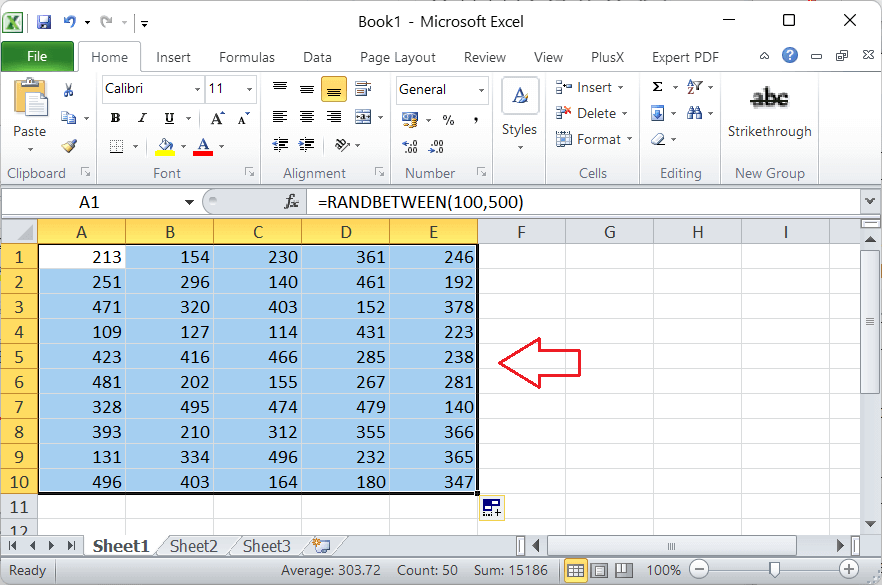 Book1 - Microsoft Excel
File Home Insert Formulas Data Page Layout Review View PlusX Expert PDF
Paste
Calibri 11
B I U
A A
A
General
% ,
Styles
Insert
Delete
Format
Σ
abc
Strikethrough
Clipboard Font Alignment Number Cells Editing New Group
A1 fx =RANDBETWEEN(100,500)
A B C D E F G H I
1 213 154 230 361 246
2 251 296 140 461 192
3 471 320 403 152 378
4 109 127 114 431 223
5 423 416 466 285 238
6 481 202 155 267 281
7 328 495 474 479 140
8 393 210 312 355 366
9 131 334 496 232 365
10 496 403 164 180 347
11
12
Sheet1 Sheet2 Sheet3
Ready Average: 303.72 Count: 50 Sum: 15186 100%